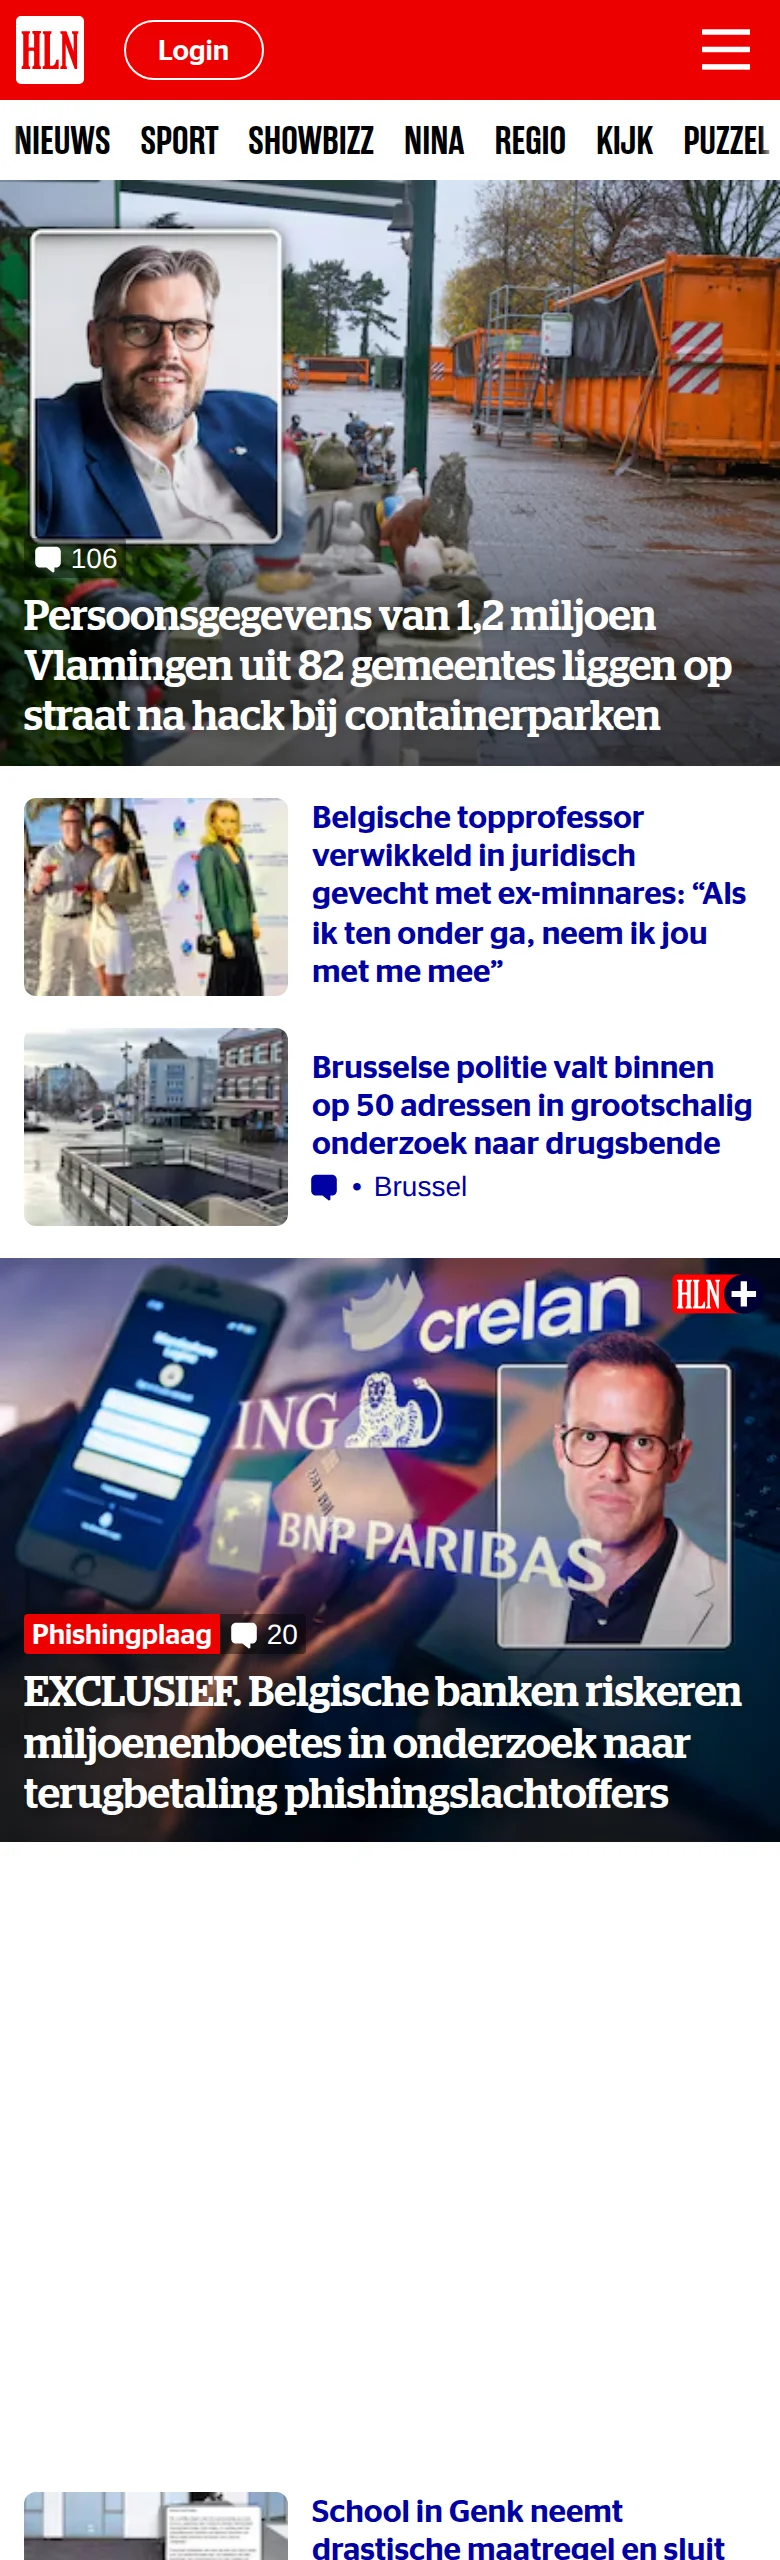 HLN
Login
NIEUWS SPORT SHOWBIZZ NINA REGIO KIJK PUZZEL
106
Persoonsgegevens van 1,2 miljoen
Vlamingen uit 82 gemeentes liggen op
straat na hack bij containerparken
Belgische topprofessor
verwikkeld in juridisch
gevecht met ex-minnares: “Als
ik ten onder ga, neem ik jou
met me mee”
Brusselse politie valt binnen
op 50 adressen in grootschalig
onderzoek naar drugsbende
• Brussel
HLN+
crelan
ING
BNP PARIBAS
Phishingplaag 20
EXCLUSIEF. Belgische banken riskeren
miljoenenboetes in onderzoek naar
terugbetaling phishingslachtoffers
School in Genk neemt
drastische maatregel en sluit